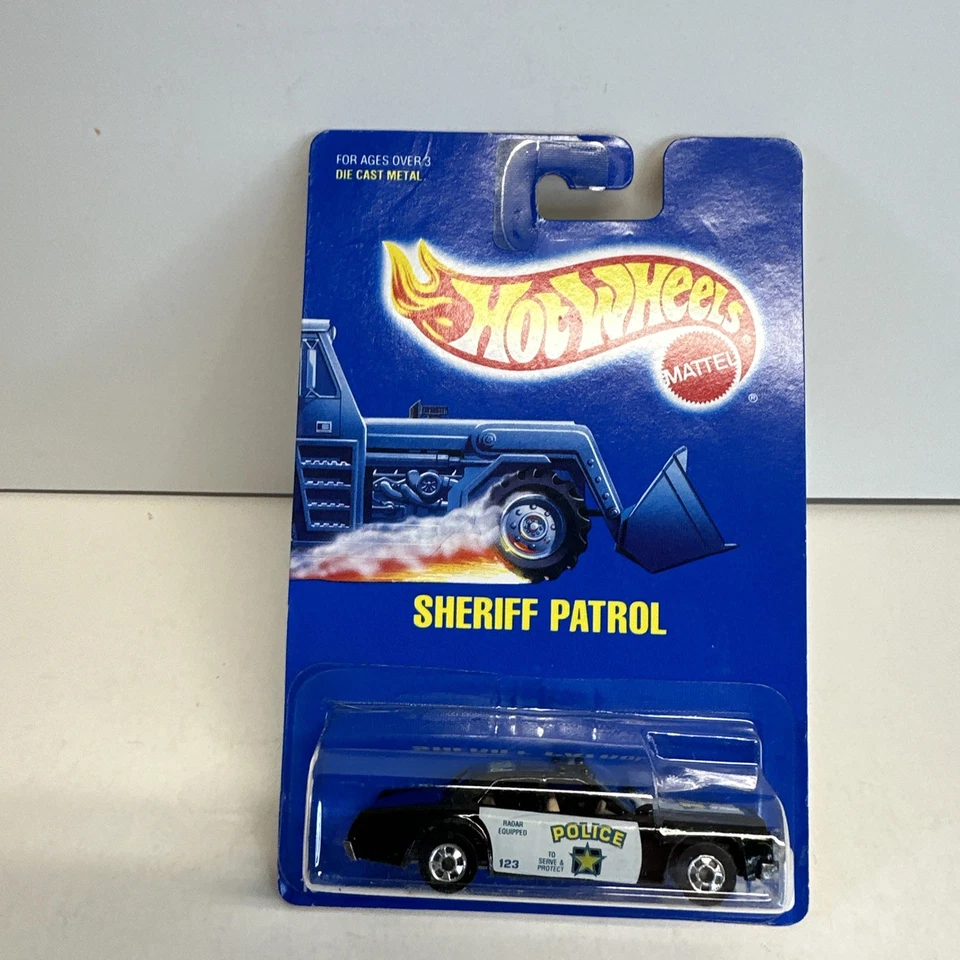 FOR AGES OVER 3
DIE CAST METAL
HOT WHEELS
®
MATTEL
®
SHERIFF PATROL
RADAR
EQUIPPED
POLICE
123
TO
SERVE &
PROTECT